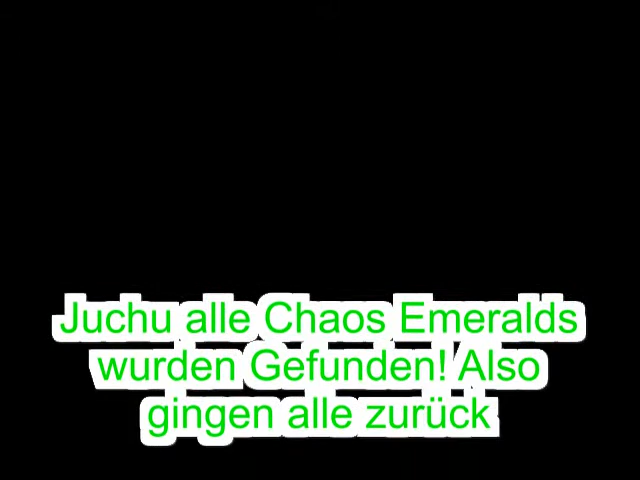 Juchu alle Chaos Emeralds
wurden Gefunden! Also
gingen alle zurück